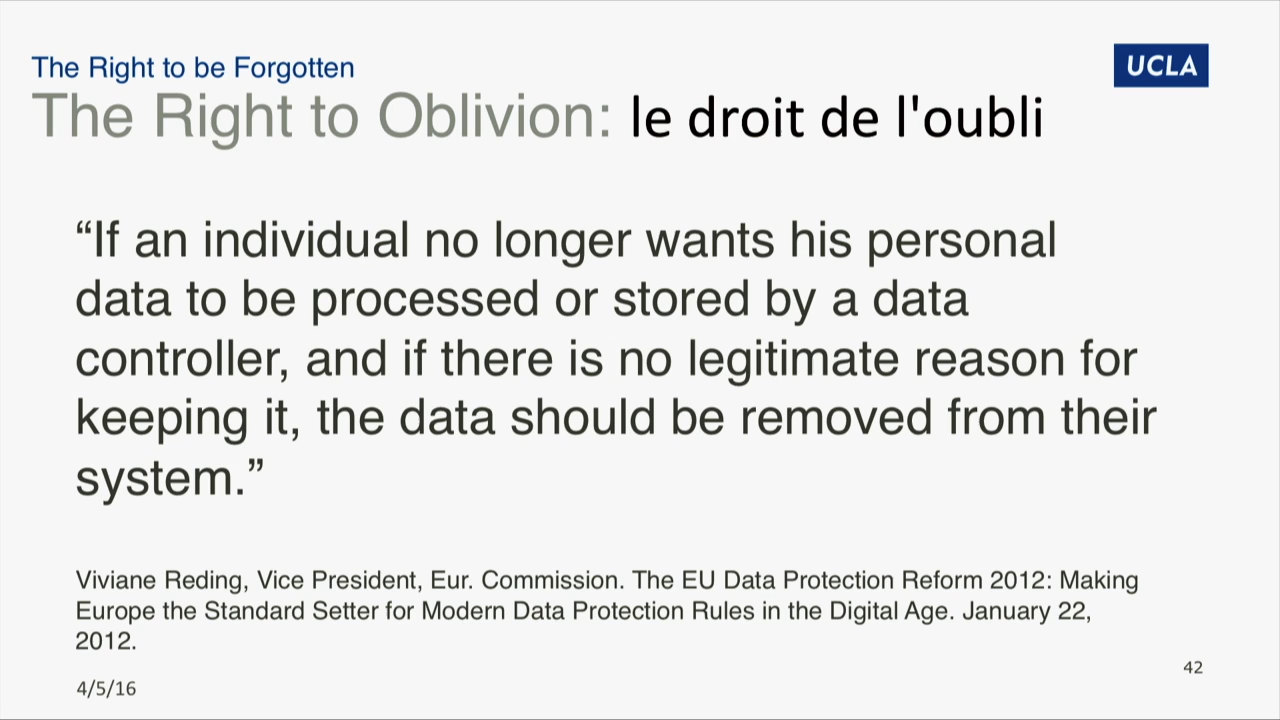 The Right to be Forgotten
UCLA
The Right to Oblivion: le droit de l'oubli
“If an individual no longer wants his personal
data to be processed or stored by a data
controller, and if there is no legitimate reason for
keeping it, the data should be removed from their
system.”
Viviane Reding, Vice President, Eur. Commission. The EU Data Protection Reform 2012: Making
Europe the Standard Setter for Modern Data Protection Rules in the Digital Age. January 22,
2012.
42
4/5/16